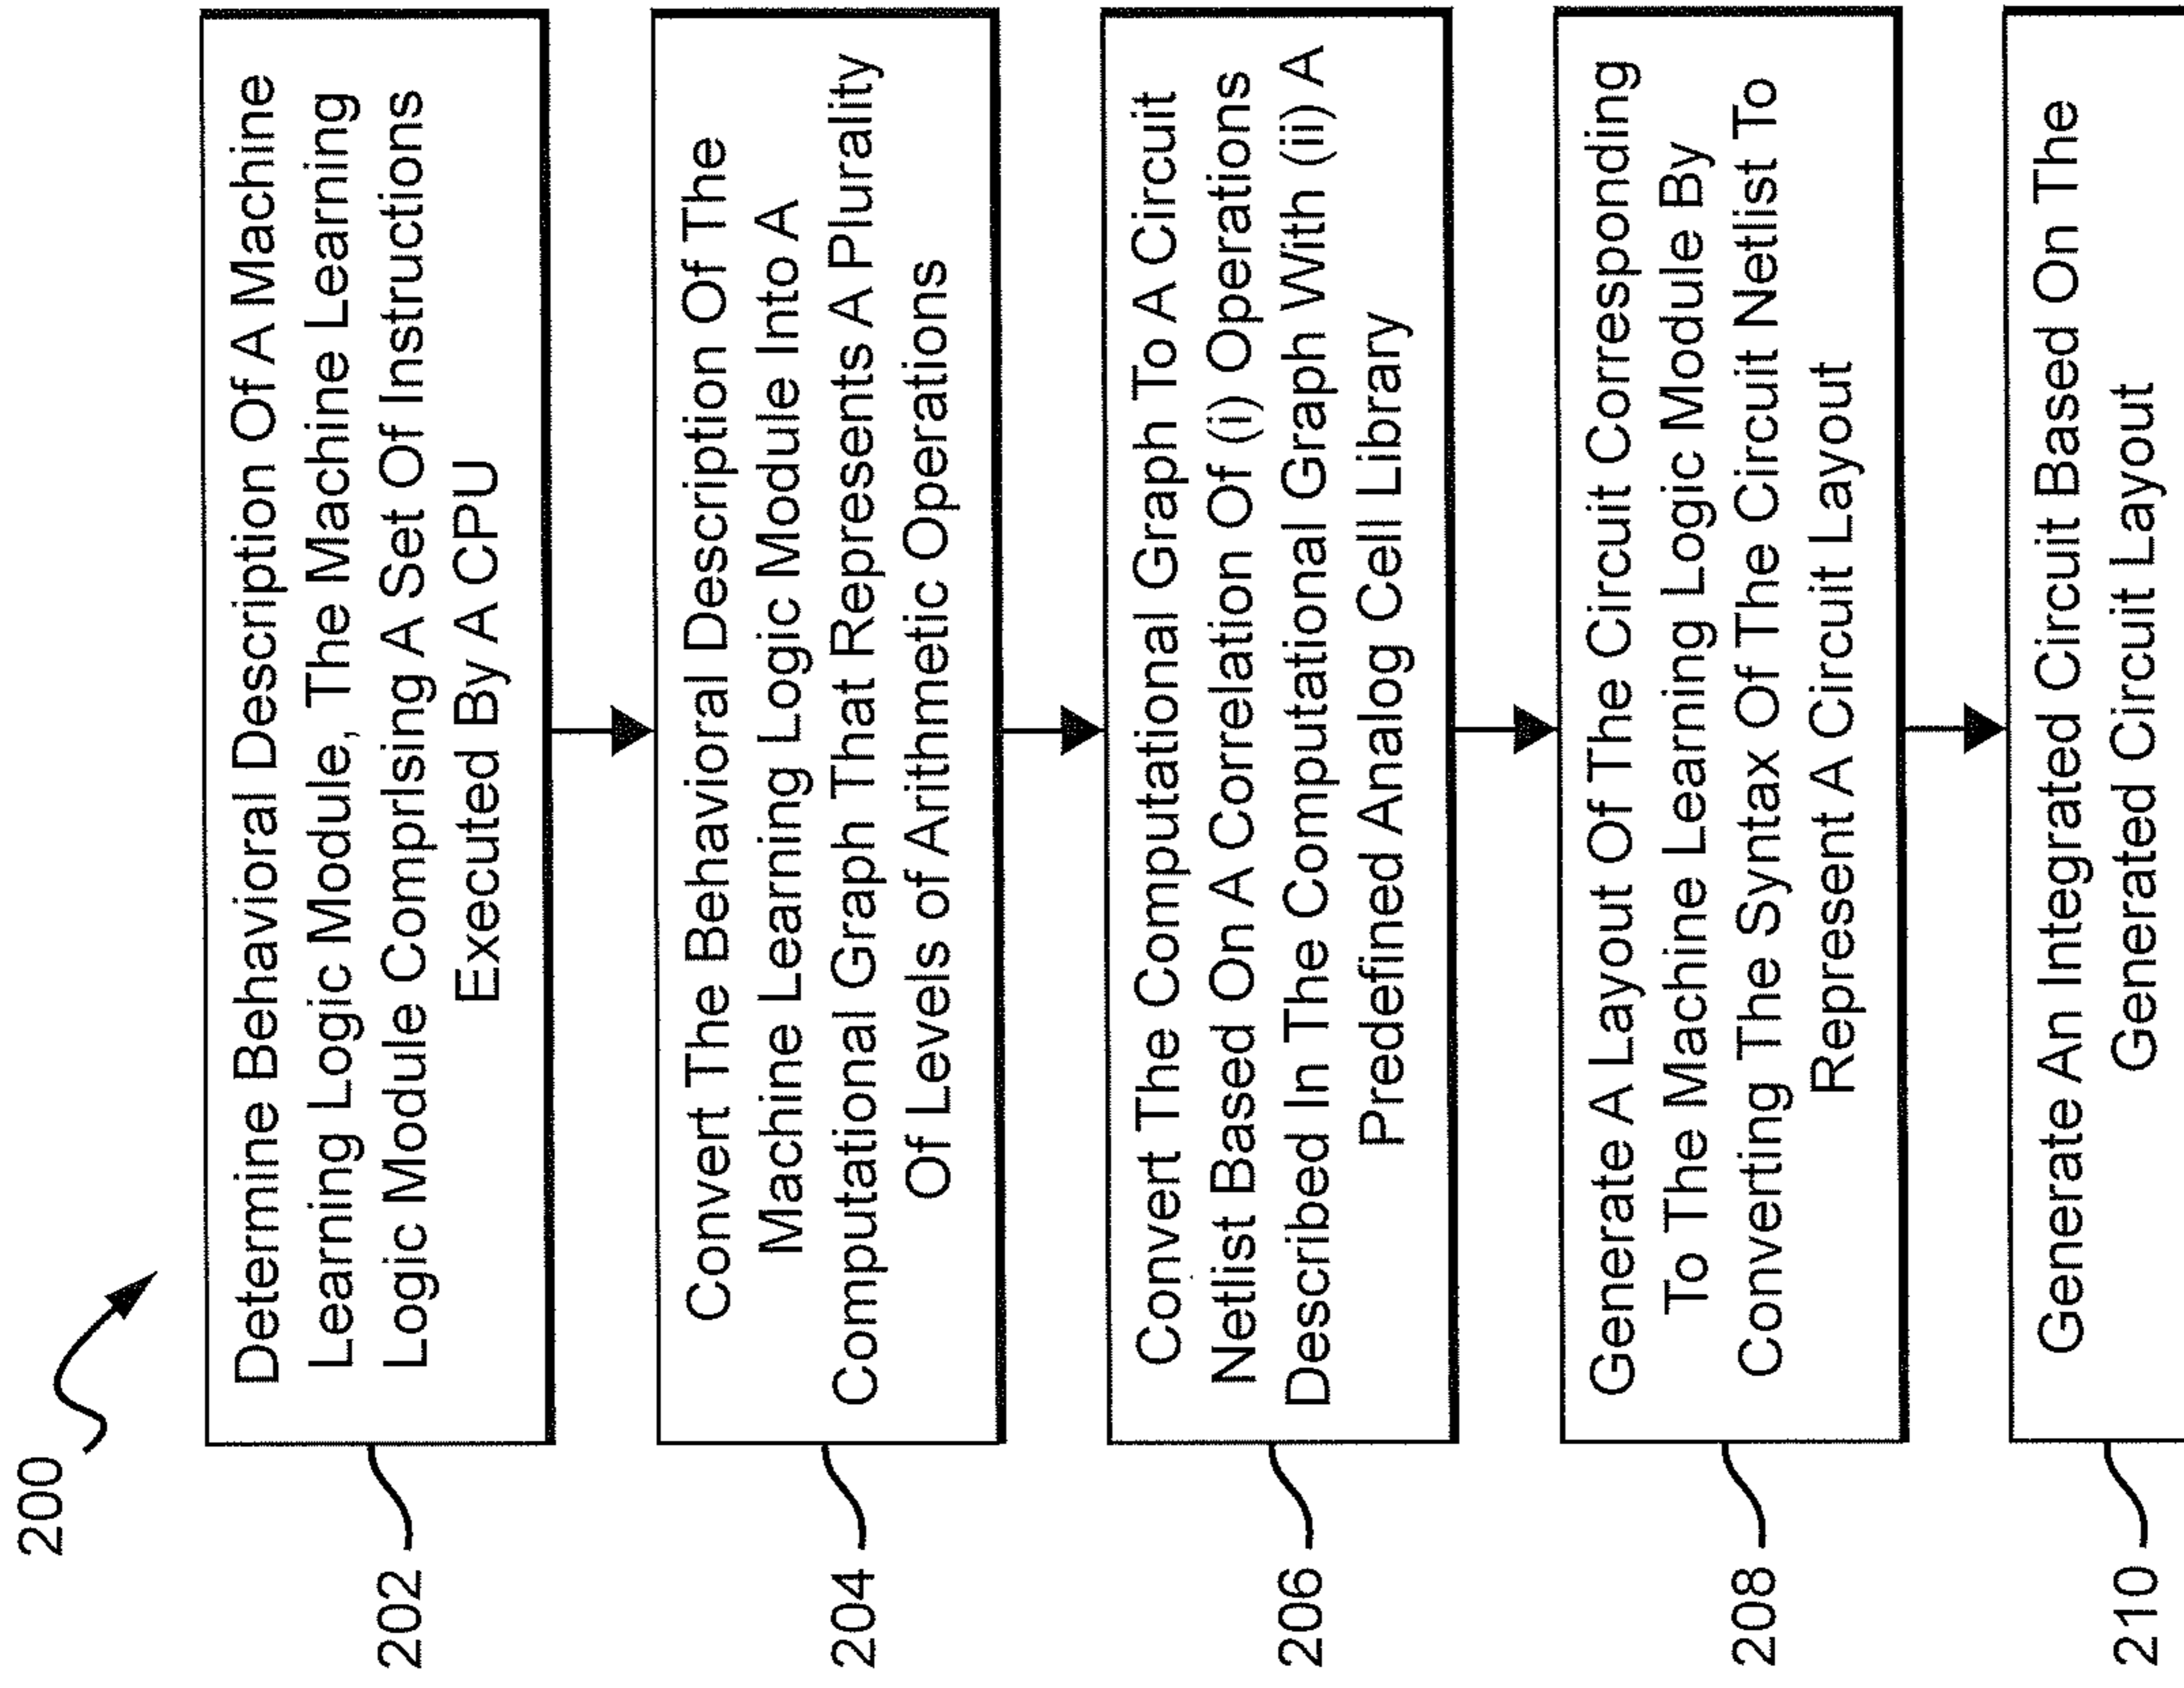 200
202
Determine Behavioral Description Of A Machine
Learning Logic Module, The Machine Learning
Logic Module Comprising A Set Of Instructions
Executed By A CPU
204
Convert The Behavioral Description Of The
Machine Learning Logic Module Into A
Computational Graph That Represents A Plurality
Of Levels of Arithmetic Operations
206
Convert The Computational Graph To A Circuit
Netlist Based On A Correlation Of (i) Operations
Described In The Computational Graph With (ii) A
Predefined Analog Cell Library
208
Generate A Layout Of The Circuit Corresponding
To The Machine Learning Logic Module By
Converting The Syntax Of The Circuit Netlist To
Represent A Circuit Layout
210
Generate An Integrated Circuit Based On The
Generated Circuit Layout